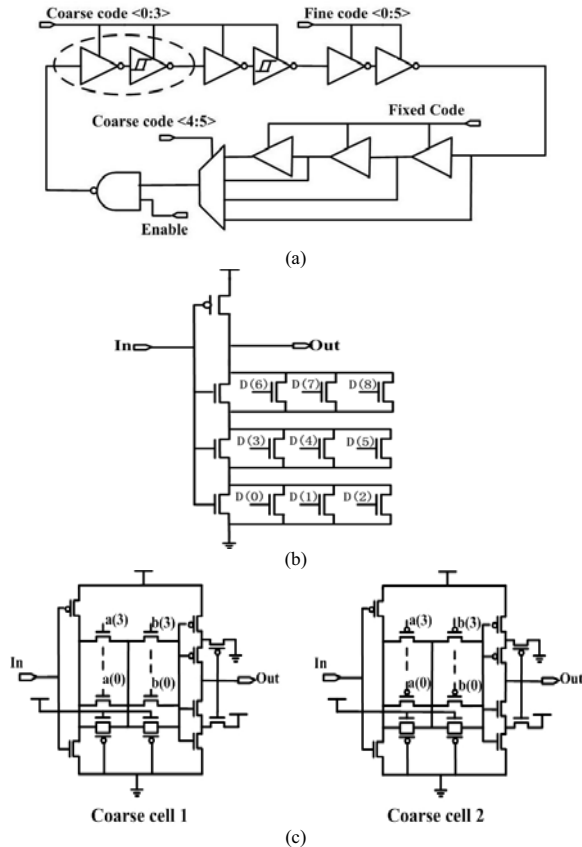 Coarse code <0:3> Fine code <0:5>
Coarse code <4:5> Fixed Code
Enable
(a)
In Out
D(6) D(7) D(8)
D(3) D(4) D(5)
D(0) D(1) D(2)
(b)
a(3) b(3) a(3) b(3)
In Out In Out
a(0) b(0) a(0) b(0)
Coarse cell 1 Coarse cell 2
(c)